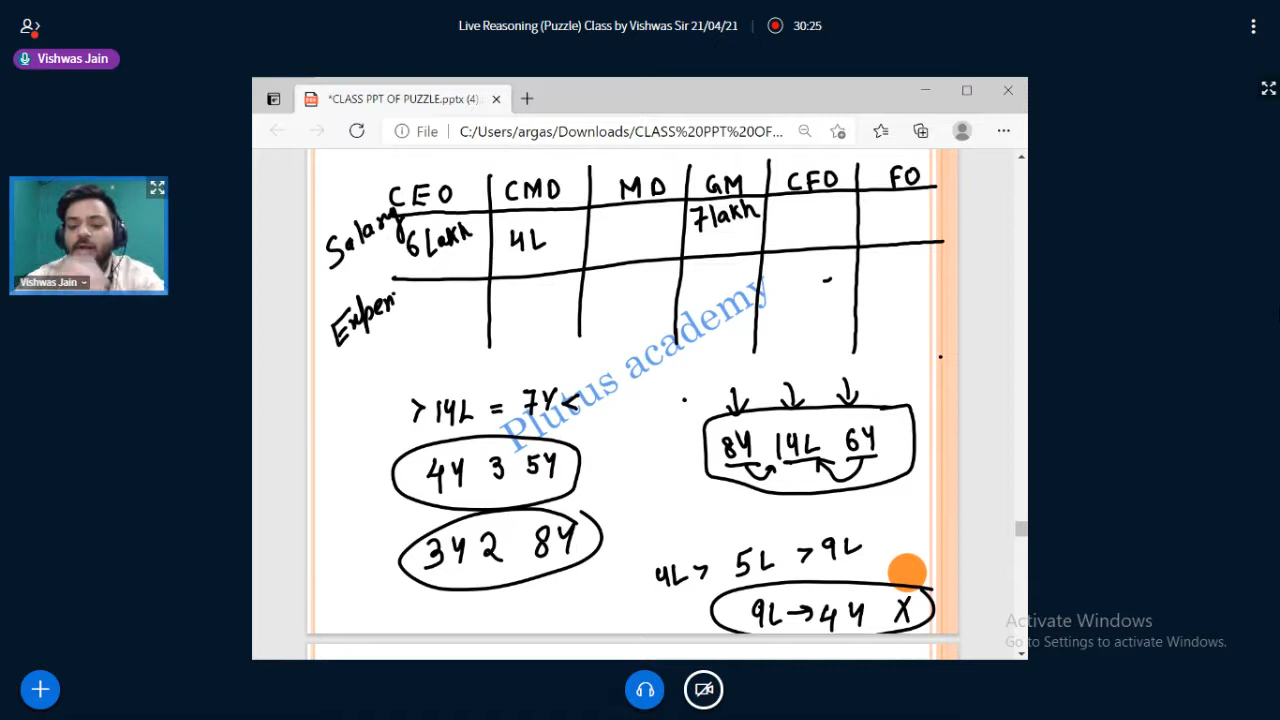 Live Reasoning (Puzzle) Class by Vishwas Sir 21/04/21 30:25
Vishwas Jain
*CLASS PPT OF PUZZLE.pptx (4).
File C:/Users/argas/Downloads/CLASS%20PPT%20OF...
CEO CMD MD GM CFO FO
Salary 6 Lakh 4L 7 lakh
Vishwas Jain
Experi
Plutus academy
>14L = 7Y<
8Y 14L 6Y
4Y 3 5Y
3Y 2 8Y
4L > 5L > 9L
9L → 4Y X
Activate Windows
Go to Settings to activate Windows.